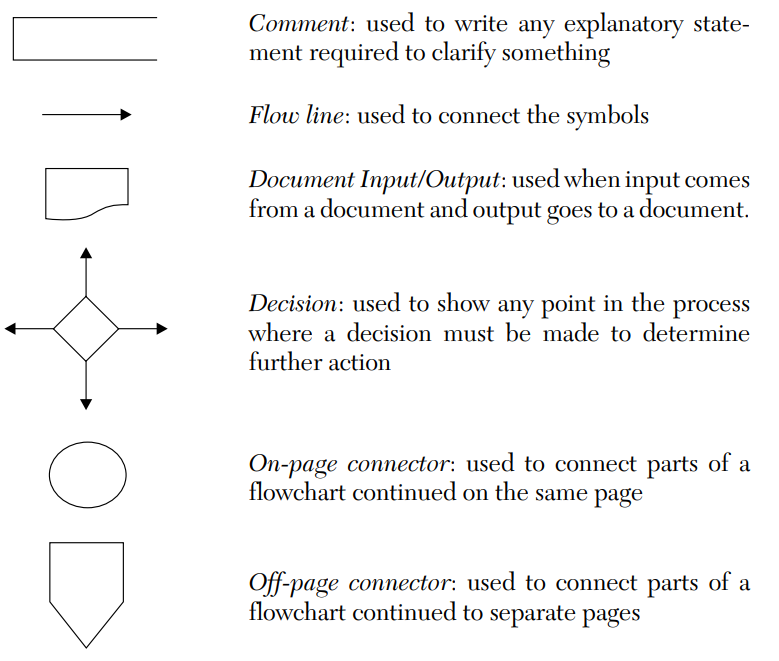 Comment: used to write any explanatory state-
ment required to clarify something
Flow line: used to connect the symbols
Document Input/Output: used when input comes
from a document and output goes to a document.
Decision: used to show any point in the process
where a decision must be made to determine
further action
On-page connector: used to connect parts of a
flowchart continued on the same page
Off-page connector: used to connect parts of a
flowchart continued to separate pages